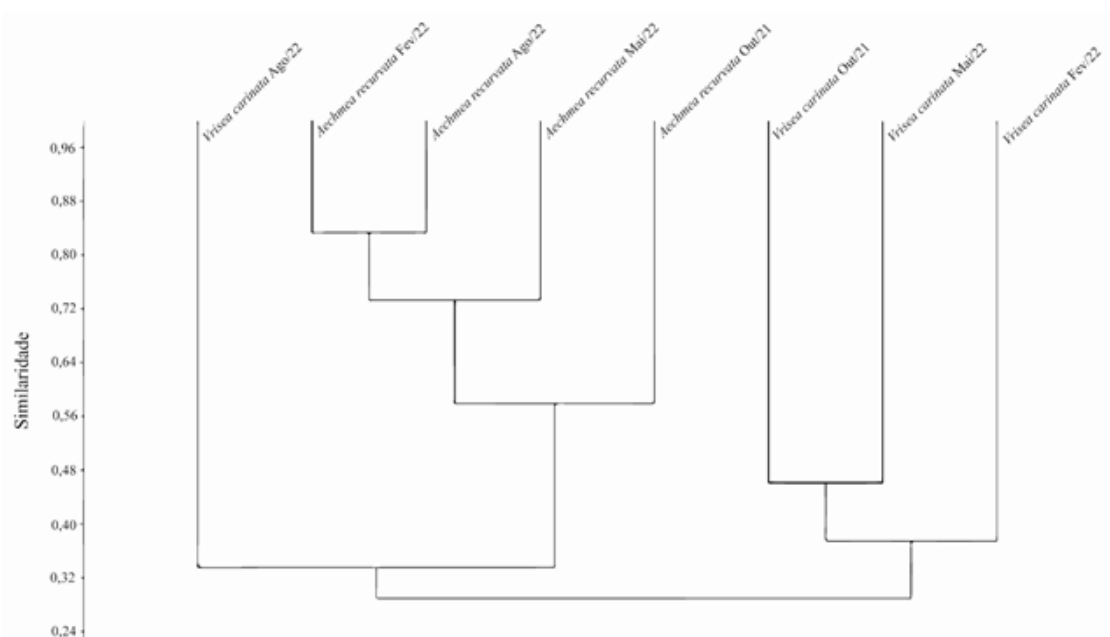 Vrisea carinata Ago/22
Aechmea recurvata Fev/22
Aechmea recurvata Ago/22
Aechmea recurvata Mai/22
Aechmea recurvata Out/21
Vrisea carinata Out/21
Vrisea carinata Mai/22
Vrisea carinata Fev/22
0,96
0,88
0,80
0,72
0,64
0,56
0,48
0,40
0,32
0,24
Similaridade